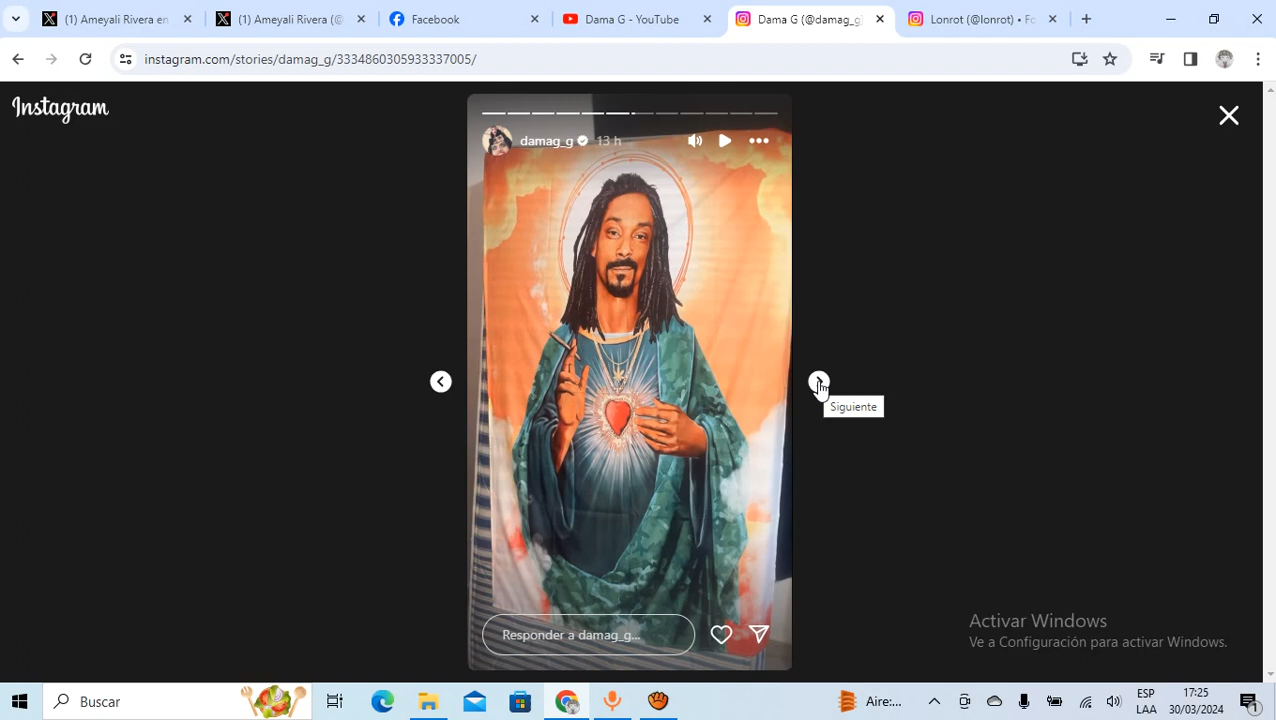 (1) Ameyali Rivera en
(1) Ameyali Rivera (@
Facebook
Dama G - YouTube
Dama G (@damag_g)
Lonrot (@lonrot) • Fo
instagram.com/stories/damag_g/3334869305933337005/
Instagram
damag_g 13 h
Siguiente
Responder a damag_g...
Activar Windows
Ve a Configuración para activar Windows.
Buscar
Aire:...
ESP
LAA
17:25
30/03/2024
1